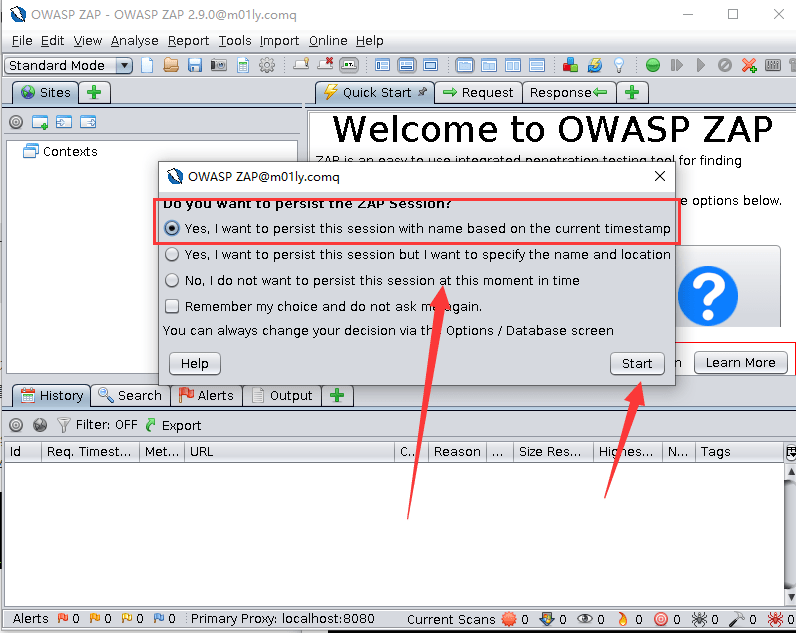 OWASP ZAP - OWASP ZAP 2.9.0@m01ly.comq
File Edit View Analyse Report Tools Import Online Help
Standard Mode
Sites
Quick Start Request Response
Contexts
Welcome to OWASP ZAP
ZAP is an easy to use integrated penetration testing tool for finding
OWASP ZAP@m01ly.comq
Do you want to persist the ZAP Session?
e options below.
Yes, I want to persist this session with name based on the current timestamp
Yes, I want to persist this session but I want to specify the name and location
No, I do not want to persist this session at this moment in time
Remember my choice and do not ask me again.
You can always change your decision via the Options / Database screen
Help Start n Learn More
History Search Alerts Output
Filter: OFF Export
Id Req. Timest... Met... URL C... Reason ... Size Res... Highes... N... Tags
Alerts 0 0 0 0 Primary Proxy: localhost:8080 Current Scans 0 0 0 0 0 0 0 0